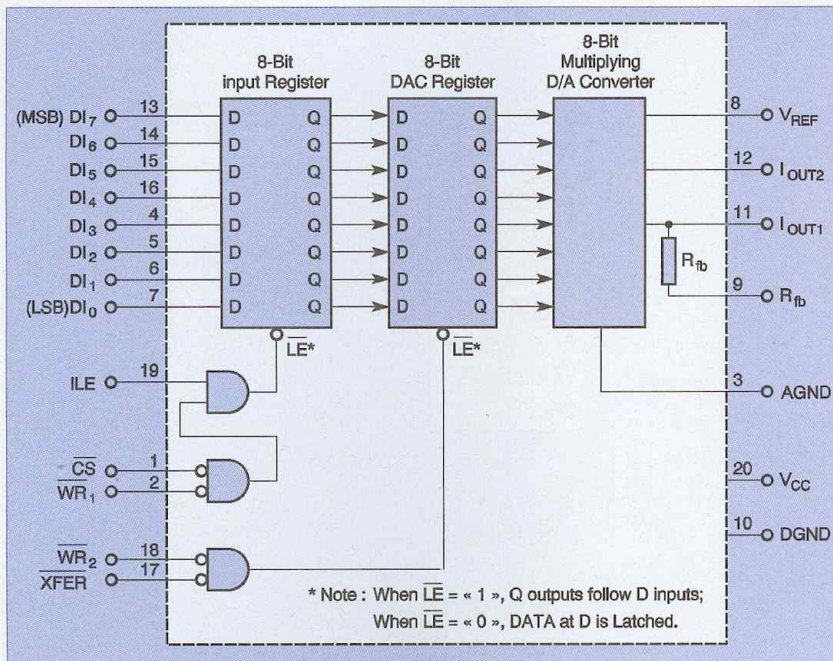 8-Bit
input Register
8-Bit
DAC Register
8-Bit
Multiplying
D/A Converter
(MSB) DI7 13 D Q D Q 8 VREF
DI6 14 D Q D Q
DI5 15 D Q D Q 12 IOUT2
DI4 16 D Q D Q
DI3 4 D Q D Q 11 IOUT1
DI2 5 D Q D Q Rfb
DI1 6 D Q D Q 9 Rfb
(LSB)DI0 7 D Q D Q
LE* LE*
ILE 19
3 AGND
CS 1
WR1 2
20 VCC
10 DGND
WR2 18
XFER 17
* Note : When LE = « 1 », Q outputs follow D inputs;
When LE = « 0 », DATA at D is Latched.